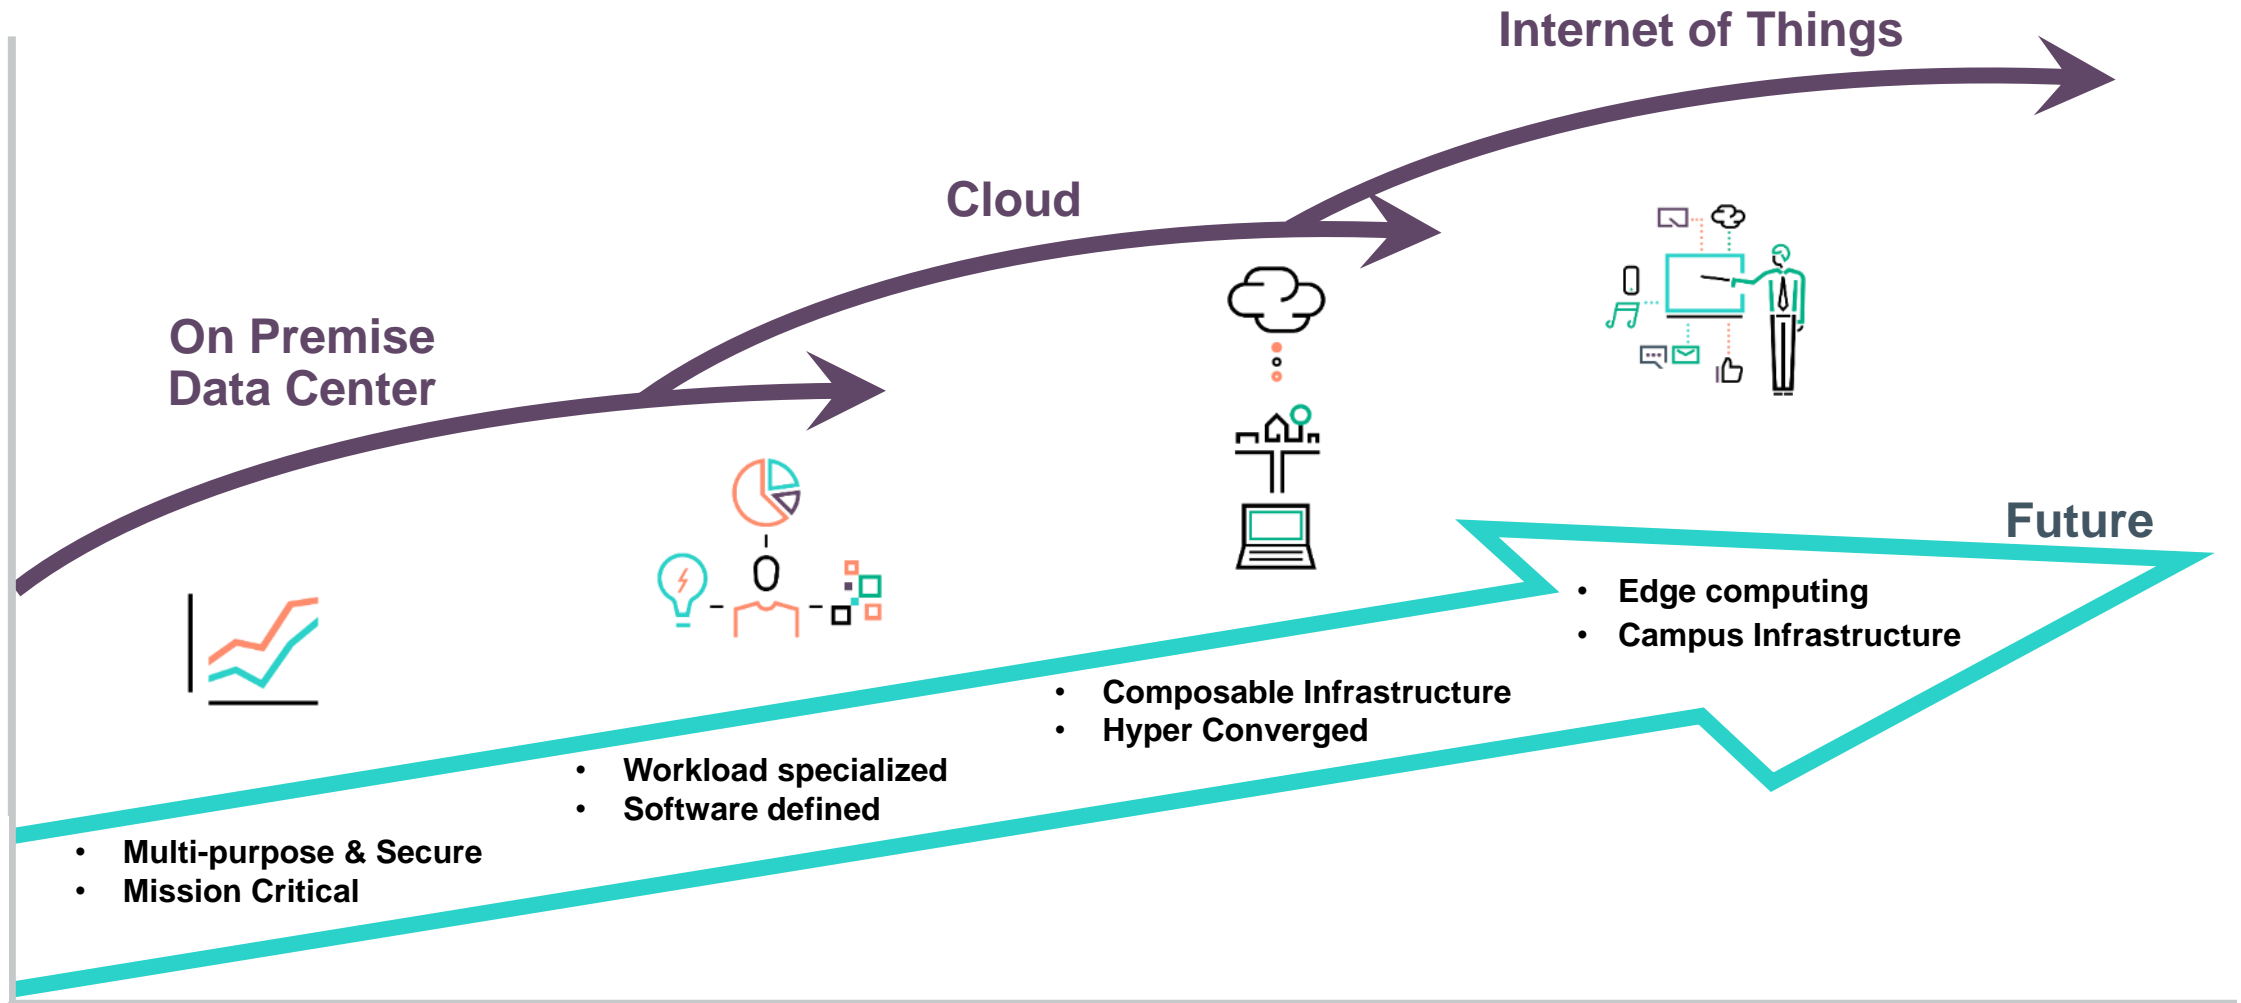 Internet of Things
Cloud
On Premise
Data Center
Future
• Edge computing
• Campus Infrastructure
• Composable Infrastructure
• Hyper Converged
• Workload specialized
• Software defined
• Multi-purpose & Secure
• Mission Critical